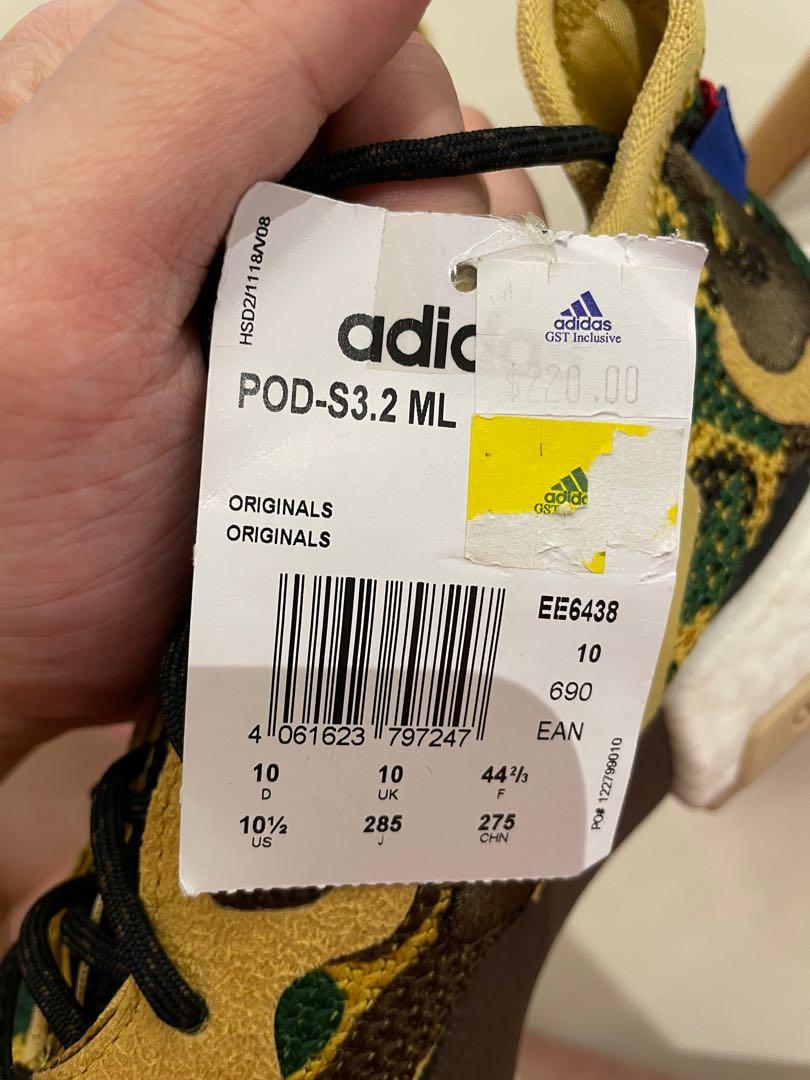 HSD2/1118/V08
adidas
GST Inclusive
$220.00
adid
POD-S3.2 ML
adidas
GST
ORIGINALS
ORIGINALS
EE6438
10
690
EAN
4 061623 797247
10 10 44²/₃
D UK F
10½ 285 275
US J CHN
PO# 122799010